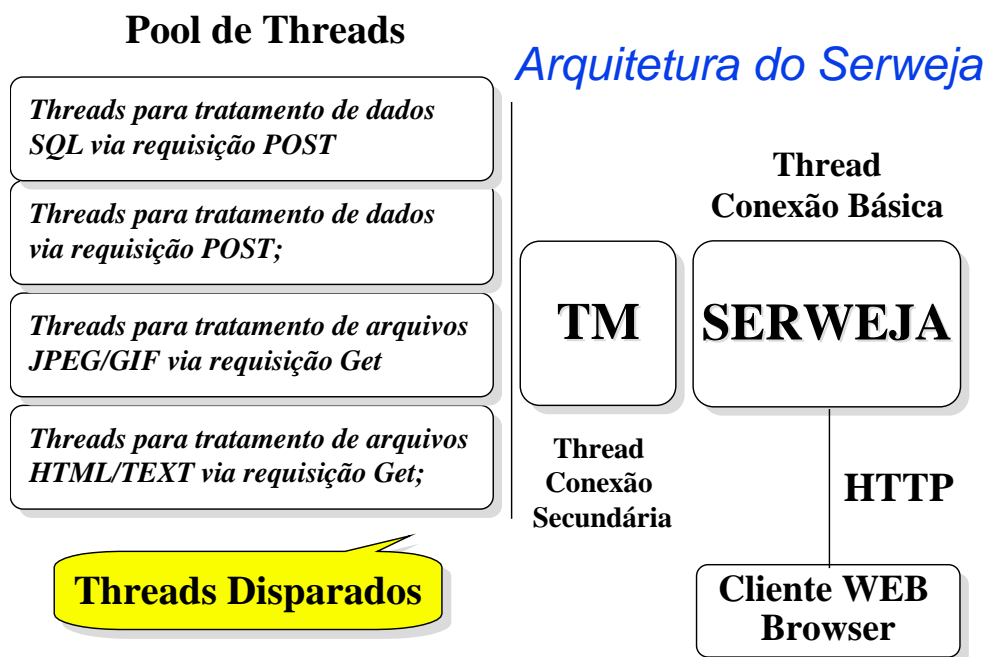 Pool de Threads
Arquitetura do Serweja
Threads para tratamento de dados
SQL via requisição POST
Threads para tratamento de dados
via requisição POST;
Threads para tratamento de arquivos
JPEG/GIF via requisição Get
Threads para tratamento de arquivos
HTML/TEXT via requisição Get;
Threads Disparados
Thread
Conexão Básica
TM
SERWEJA
Thread
Conexão
Secundária
HTTP
Cliente WEB
Browser